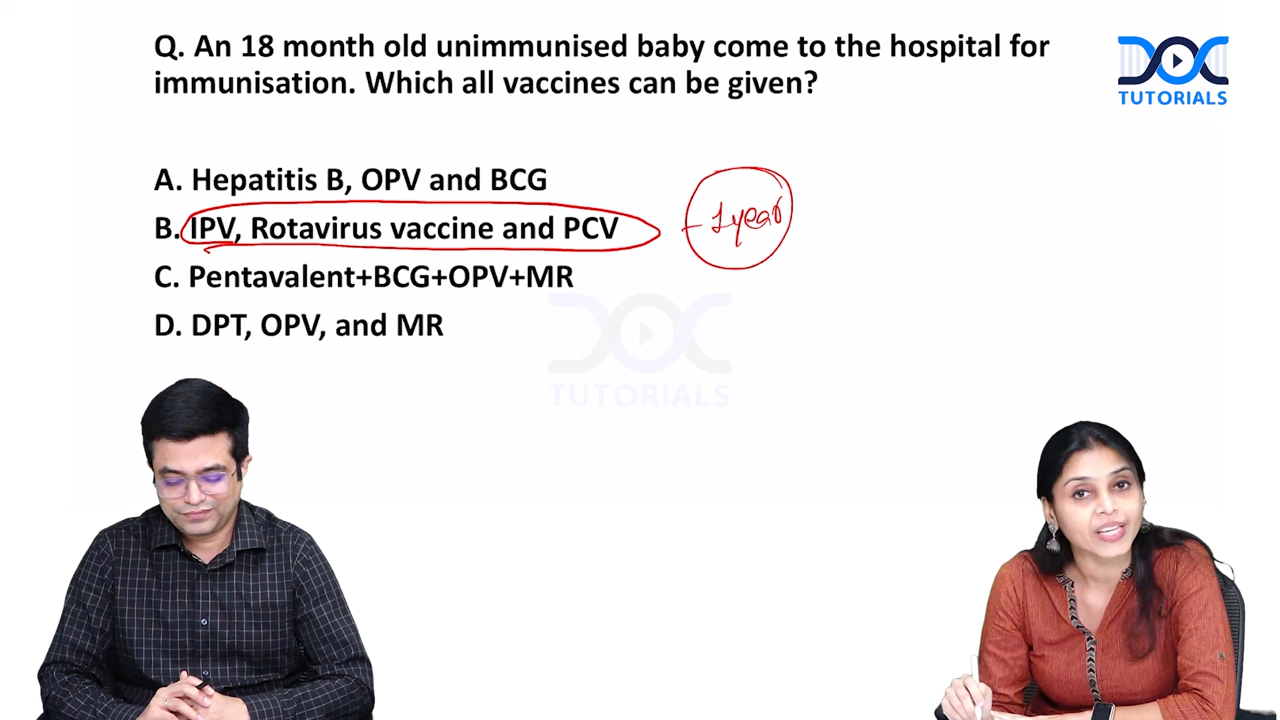 Q. An 18 month old unimmunised baby come to the hospital for
immunisation. Which all vaccines can be given?
DOC
TUTORIALS
A. Hepatitis B, OPV and BCG
B. IPV, Rotavirus vaccine and PCV
- 1 year
C. Pentavalent+BCG+OPV+MR
D. DPT, OPV, and MR
DOC
TUTORIALS